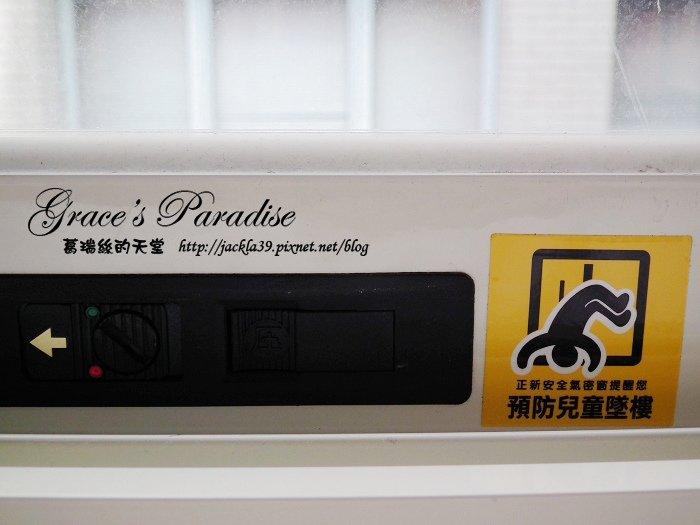 Grace's Paradise
葛瑞絲的天堂 http://jackla39.pixnet.net/blog
正新安全氣密窗提醒您
預防兒童墜樓